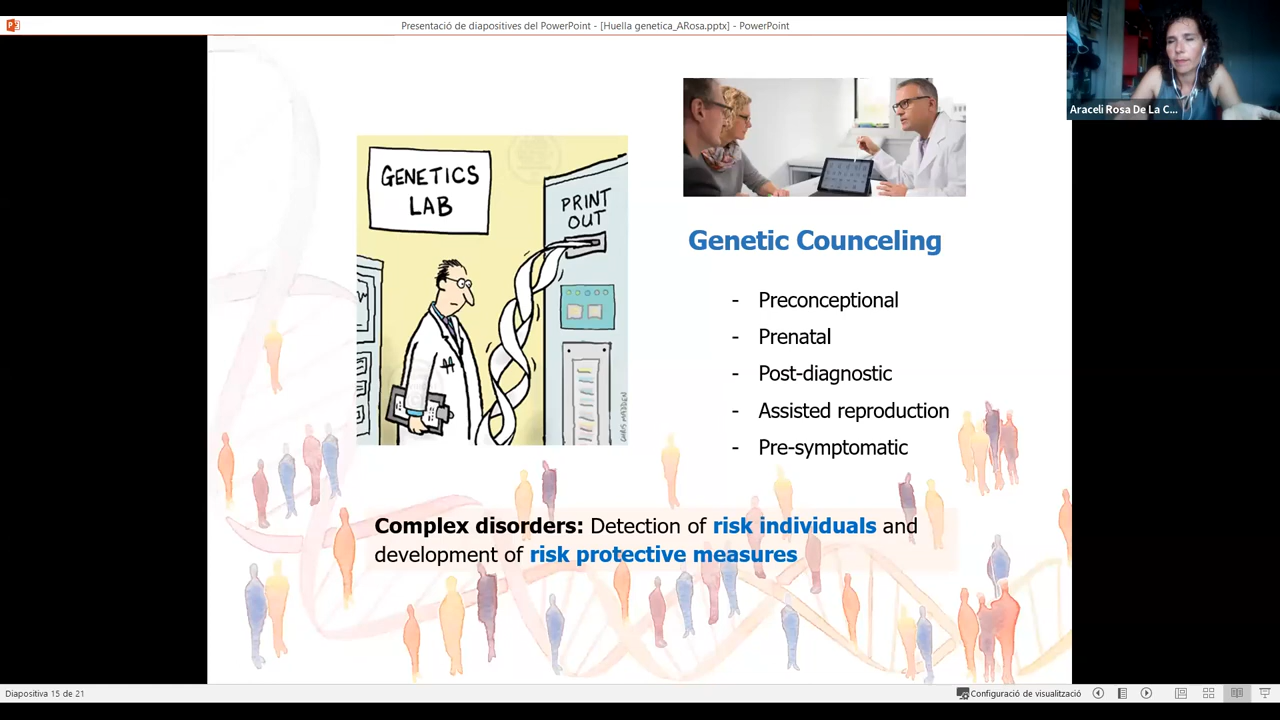 Presentació de diapositives del PowerPoint - [Huella genetica_ARosa.pptx] - PowerPoint
Araceli Rosa De La C...
GENETICS
LAB
PRINT
OUT
CHRIS MADDEN
Genetic Counceling
- Preconceptional
- Prenatal
- Post-diagnostic
- Assisted reproduction
- Pre-symptomatic
Complex disorders: Detection of risk individuals and
development of risk protective measures
Diapositiva 15 de 21
Configuració de visualització